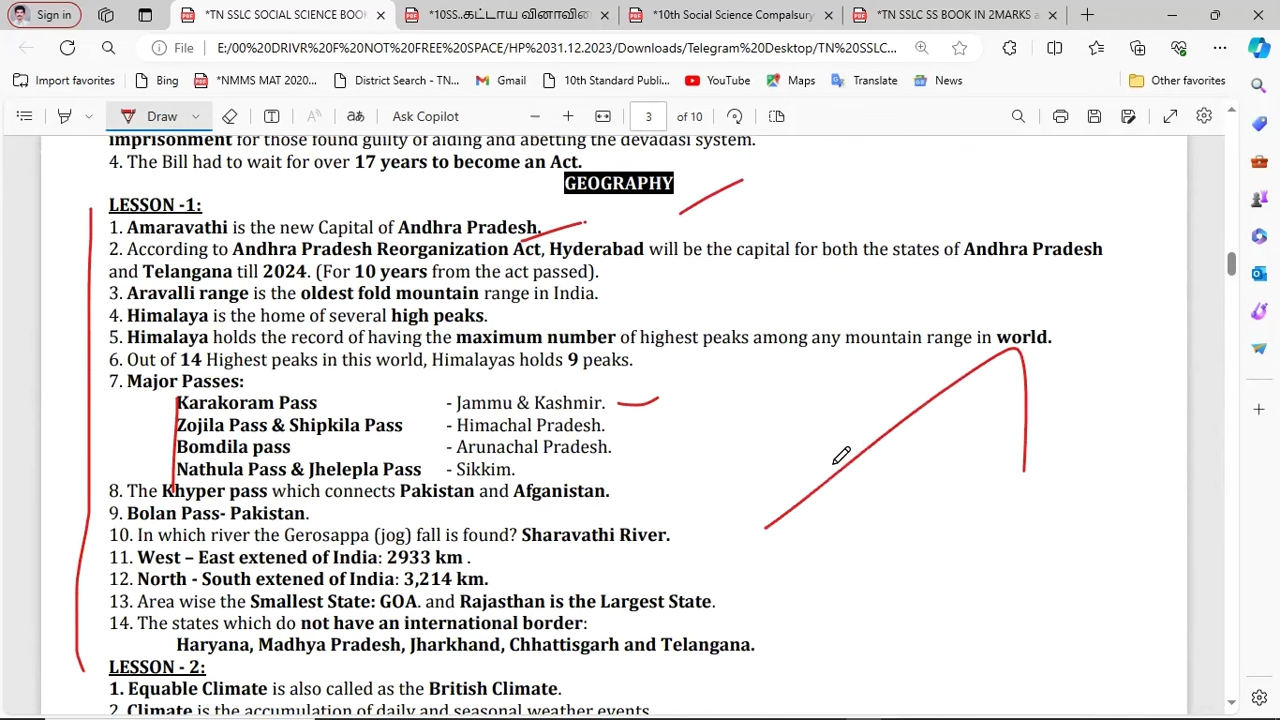 Sign in
*TN SSLC SOCIAL SCIENCE BOOK
*10SS..கட்டாய வினாவின
*10th Social Science Compalsury
*TN SSLC SS BOOK IN 2MARKS a
File
E:/00%20DRIVR%20F%20NOT%20FREE%20SPACE/HP%2031.12.2023/Downloads/Telegram%20Desktop/TN%20SSLC...
Import favorites
Bing
*NMMS MAT 2020...
District Search - TN...
Gmail
10th Standard Publi...
YouTube
Maps
Translate
News
Other favorites
Draw
Ask Copilot
3 of 10
imprisonment for those found guilty of aiding and abetting the devadasi system.
4. The Bill had to wait for over 17 years to become an Act.
GEOGRAPHY
LESSON -1:
1. Amaravathi is the new Capital of Andhra Pradesh.
2. According to Andhra Pradesh Reorganization Act, Hyderabad will be the capital for both the states of Andhra Pradesh
and Telangana till 2024. (For 10 years from the act passed).
3. Aravalli range is the oldest fold mountain range in India.
4. Himalaya is the home of several high peaks.
5. Himalaya holds the record of having the maximum number of highest peaks among any mountain range in world.
6. Out of 14 Highest peaks in this world, Himalayas holds 9 peaks.
7. Major Passes:
Karakoram Pass - Jammu & Kashmir.
Zojila Pass & Shipkila Pass - Himachal Pradesh.
Bomdila pass - Arunachal Pradesh.
Nathula Pass & Jhelepla Pass - Sikkim.
8. The Khyper pass which connects Pakistan and Afganistan.
9. Bolan Pass- Pakistan.
10. In which river the Gerosappa (jog) fall is found? Sharavathi River.
11. West – East extened of India: 2933 km .
12. North - South extened of India: 3,214 km.
13. Area wise the Smallest State: GOA. and Rajasthan is the Largest State.
14. The states which do not have an international border:
Haryana, Madhya Pradesh, Jharkhand, Chhattisgarh and Telangana.
LESSON - 2:
1. Equable Climate is also called as the British Climate.
2. Climate is the accumulation of daily and seasonal weather events